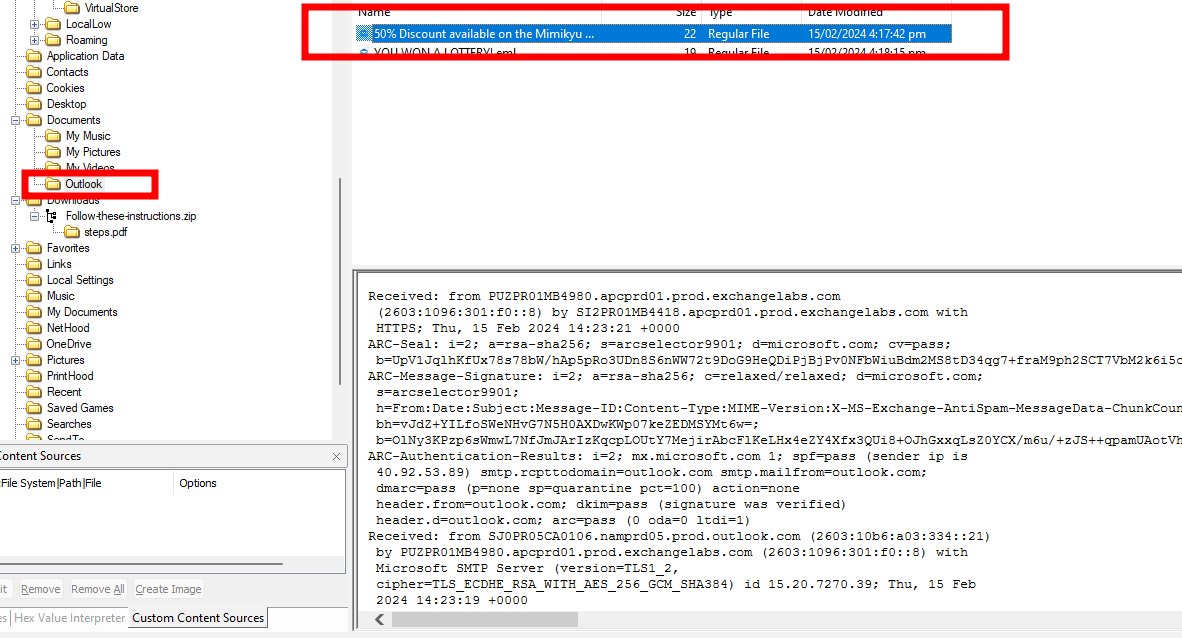 VirtualStore
LocalLow
Roaming
Application Data
Contacts
Cookies
Desktop
Documents
My Music
My Pictures
My Videos
Outlook
Downloads
Follow-these-instructions.zip
steps.pdf
Favorites
Links
Local Settings
Music
My Documents
NetHood
OneDrive
Pictures
PrintHood
Recent
Saved Games
Searches
SendTo
Content Sources
:File System|Path|File Options
it Remove Remove All Create Image
es Hex Value Interpreter Custom Content Sources
Name Size Type Date Modified
50% Discount available on the Mimikyu ... 22 Regular File 15/02/2024 4:17:42 pm
YOU WON A LOTTERY!.eml 19 Regular File 15/02/2024 4:18:15 pm
Received: from PUZPR01MB4980.apcprd01.prod.exchangelabs.com
(2603:1096:301:f0::8) by SI2PR01MB4418.apcprd01.prod.exchangelabs.com with
HTTPS; Thu, 15 Feb 2024 14:23:21 +0000
ARC-Seal: i=2; a=rsa-sha256; s=arcselector9901; d=microsoft.com; cv=pass;
b=UpV1JqlhKfUx78s78bW/hAp5pRo3UDn8S6nWW72t9DoG9HeQDiPjBjPv0NFbWiuBdm2MS8tD34qg7+fraM9ph2SCT7VbM2k6i5c
ARC-Message-Signature: i=2; a=rsa-sha256; c=relaxed/relaxed; d=microsoft.com;
s=arcselector9901;
h=From:Date:Subject:Message-ID:Content-Type:MIME-Version:X-MS-Exchange-AntiSpam-MessageData-ChunkCoun
bh=vJdZ+YILfoSWeNHvG7N5H0AXDwKWp07keZEDMSYMt6w=;
b=OlNy3KPzp6sWmwL7NfJmJArIzKqcpLOUtY7MejirAbcFlKeLHx4eZY4Xfx3QUi8+OJhGxxqLsZ0YCX/m6u/+zJS++qpamUAotVh
ARC-Authentication-Results: i=2; mx.microsoft.com 1; spf=pass (sender ip is
40.92.53.89) smtp.rcpttodomain=outlook.com smtp.mailfrom=outlook.com;
dmarc=pass (p=none sp=quarantine pct=100) action=none
header.from=outlook.com; dkim=pass (signature was verified)
header.d=outlook.com; arc=pass (0 oda=0 ltdi=1)
Received: from SJ0PR05CA0106.namprd05.prod.outlook.com (2603:10b6:a03:334::21)
by PUZPR01MB4980.apcprd01.prod.exchangelabs.com (2603:1096:301:f0::8) with
Microsoft SMTP Server (version=TLS1_2,
cipher=TLS_ECDHE_RSA_WITH_AES_256_GCM_SHA384) id 15.20.7270.39; Thu, 15 Feb
2024 14:23:19 +0000